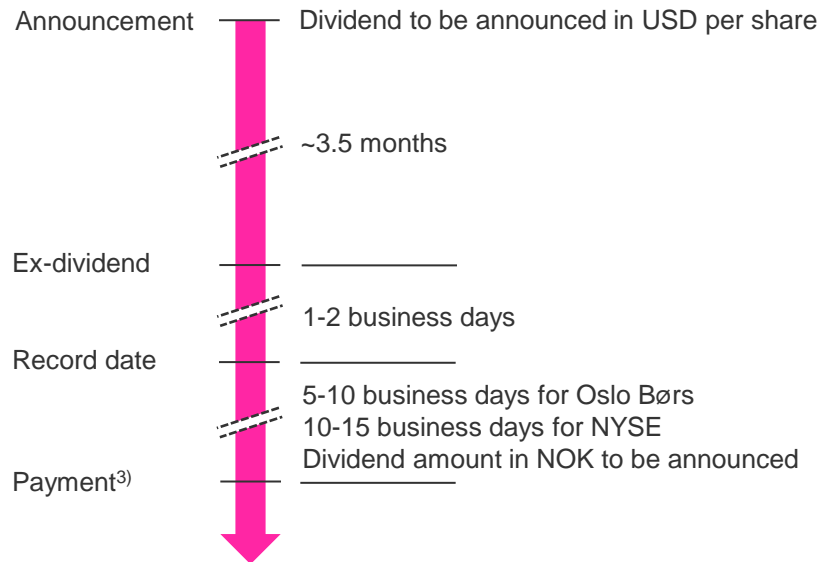 Announcement Dividend to be announced in USD per share
~3.5 months
Ex-dividend
1-2 business days
Record date
5-10 business days for Oslo Børs
10-15 business days for NYSE
Dividend amount in NOK to be announced
Payment3)